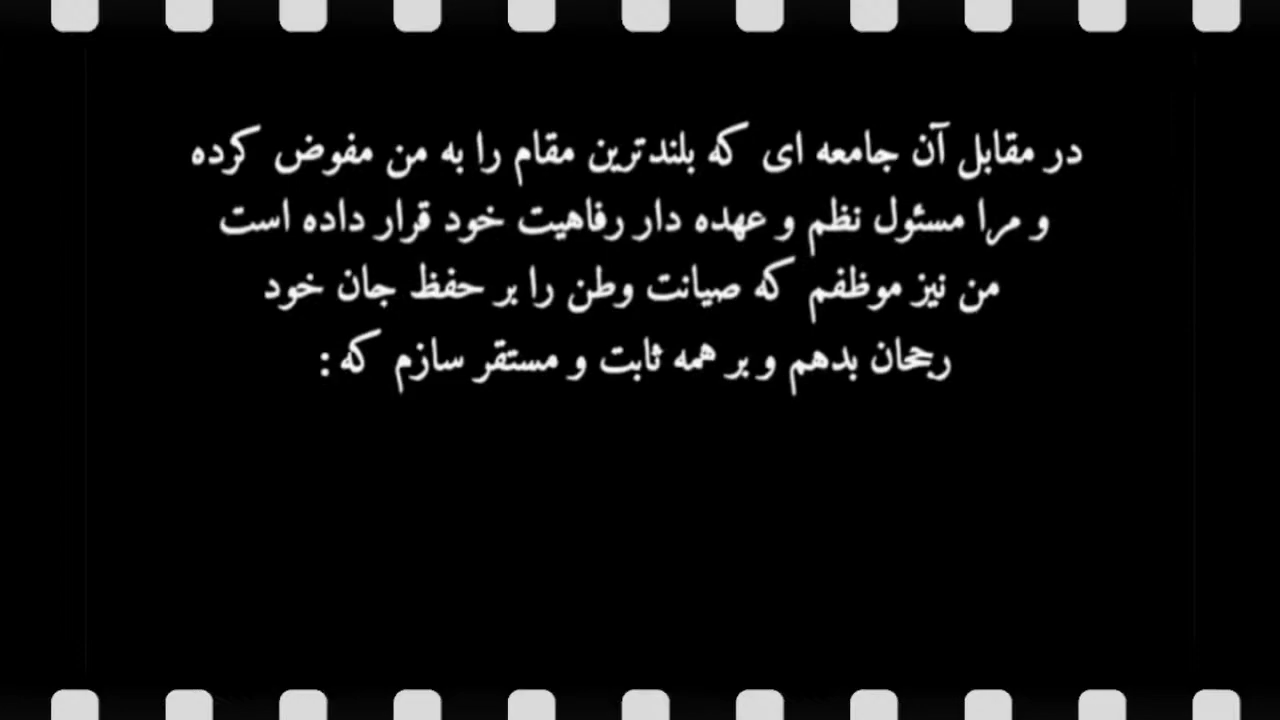 در مقابل آن جامعه ای که بلندترین مقام را به من مفوض کرده
و مرا مسئول نظم و عهده دار رفاهیت خود قرار داده است
من نیز موظفم که صیانت وطن را بر حفظ جان خود
رجحان بدهم و بر همه ثابت و مستقر سازم که :